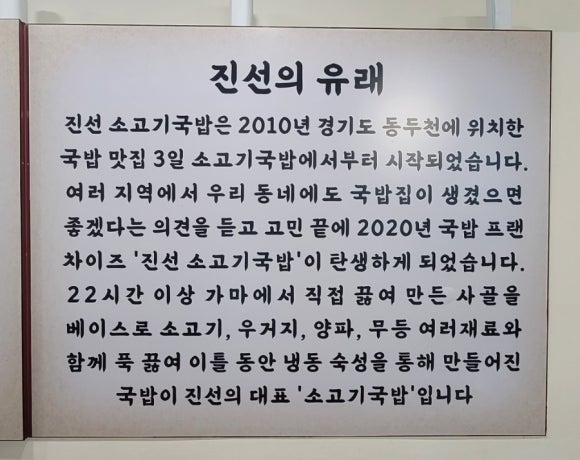 진선의 유래
진선 소고기국밥은 2010년 경기도 동두천에 위치한
국밥 맛집 3일 소고기국밥에서부터 시작되었습니다.
여러 지역에서 우리 동네에도 국밥집이 생겼으면
좋겠다는 의견을 듣고 고민 끝에 2020년 국밥 프랜
차이즈 '진선 소고기국밥'이 탄생하게 되었습니다.
22시간 이상 가마에서 직접 끓여 만든 사골을
베이스로 소고기, 우거지, 양파, 무등 여러재료와
함께 푹 끓여 이틀 동안 냉동 숙성을 통해 만들어진
국밥이 진선의 대표 '소고기국밥'입니다